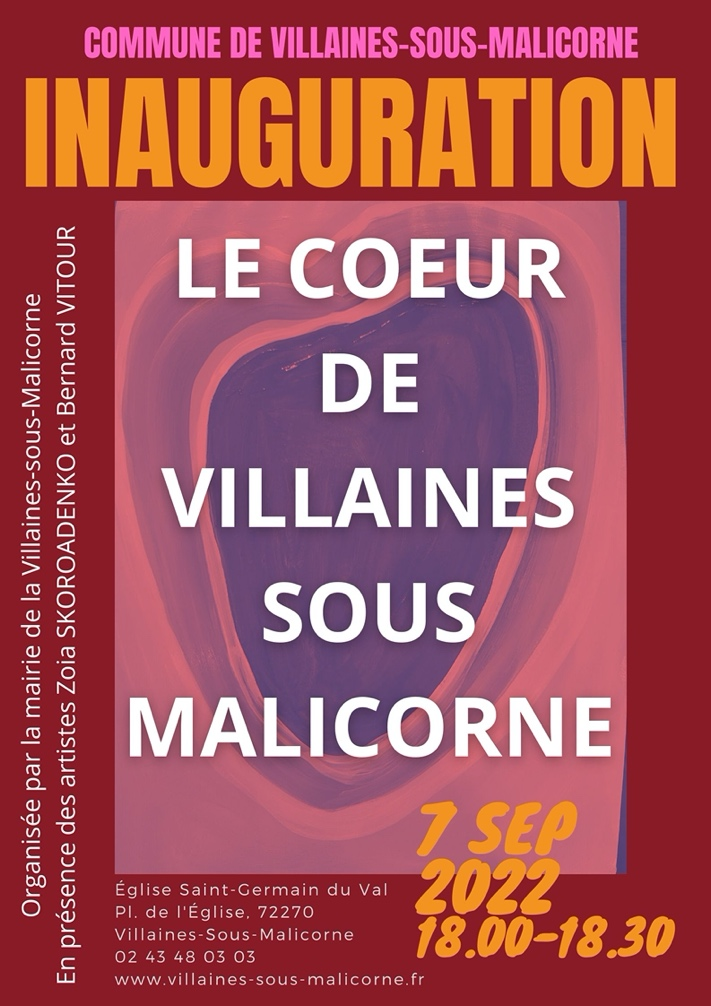 COMMUNE DE VILLAINES-SOUS-MALICORNE
INAUGURATION
Organisée par la mairie de la Villaines-sous-Malicorne
En présence des artistes Zoia SKOROADENKO et Bernard VITOUR
LE COEUR
DE
VILLAINES
SOUS
MALICORNE
7 SEP
2022
18.00-18.30
Église Saint-Germain du Val
Pl. de l'Église, 72270
Villaines-Sous-Malicorne
02 43 48 03 03
www.villaines-sous-malicorne.fr